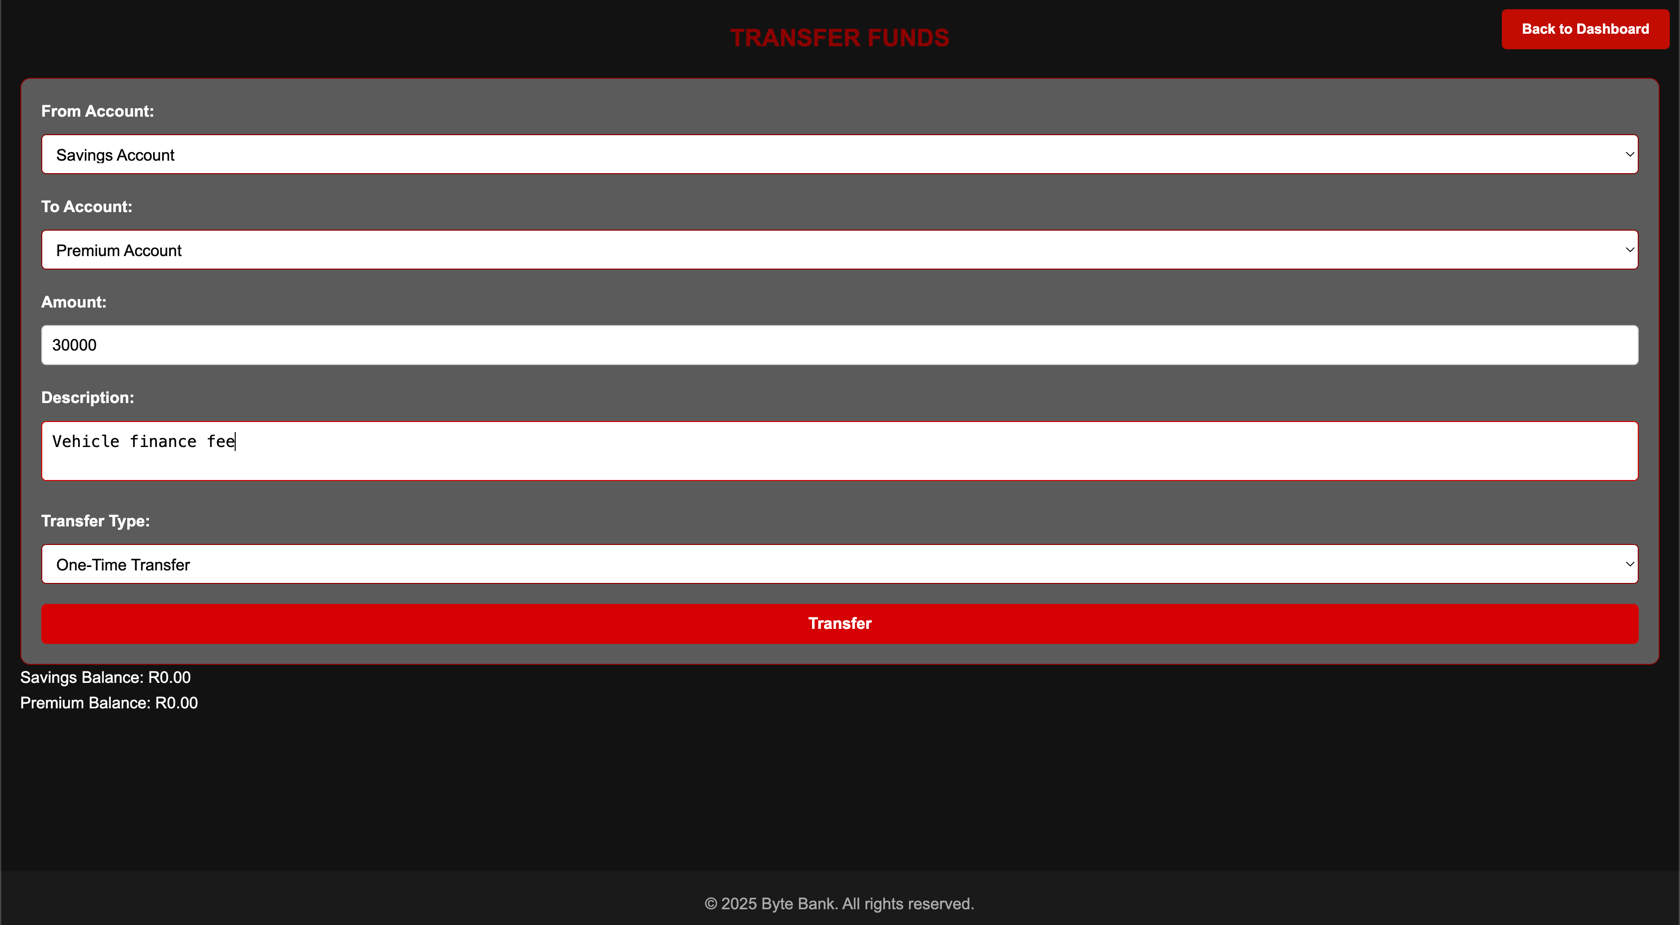 TRANSFER FUNDS
Back to Dashboard
From Account:
Savings Account
To Account:
Premium Account
Amount:
30000
Description:
Vehicle finance fee
Transfer Type:
One-Time Transfer
Transfer
Savings Balance: R0.00
Premium Balance: R0.00
© 2025 Byte Bank. All rights reserved.